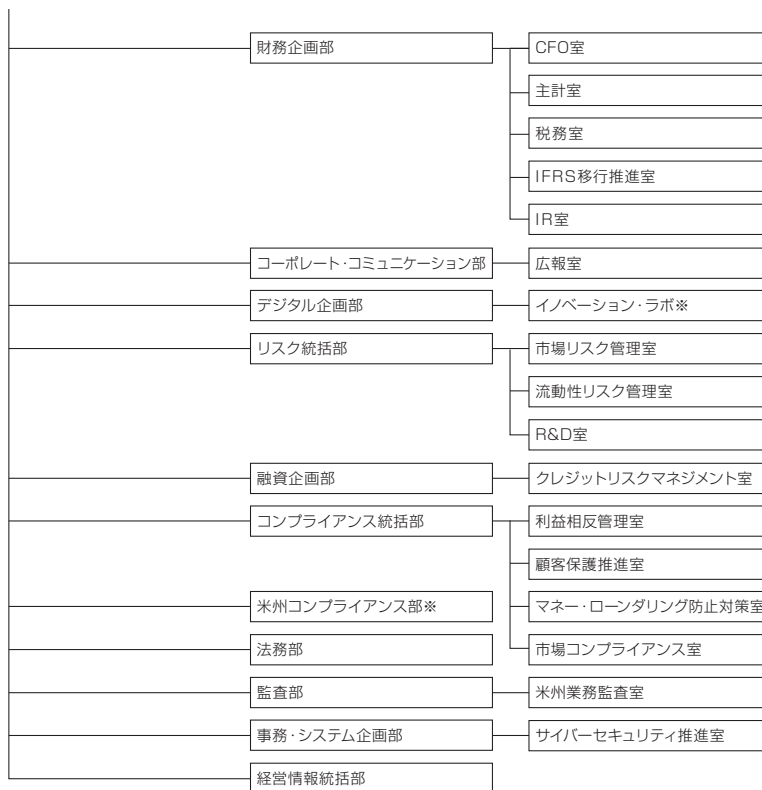 財務企画部
CFO室
主計室
税務室
IFRS移行推進室
IR室
コーポレート・コミュニケーション部
広報室
デジタル企画部
イノベーション・ラボ※
リスク統括部
市場リスク管理室
流動性リスク管理室
R&D室
融資企画部
クレジットリスクマネジメント室
コンプライアンス統括部
利益相反管理室
顧客保護推進室
マネー・ローンダリング防止対策室
市場コンプライアンス室
米州コンプライアンス部※
法務部
監査部
米州業務監査室
事務・システム企画部
サイバーセキュリティ推進室
経営情報統括部